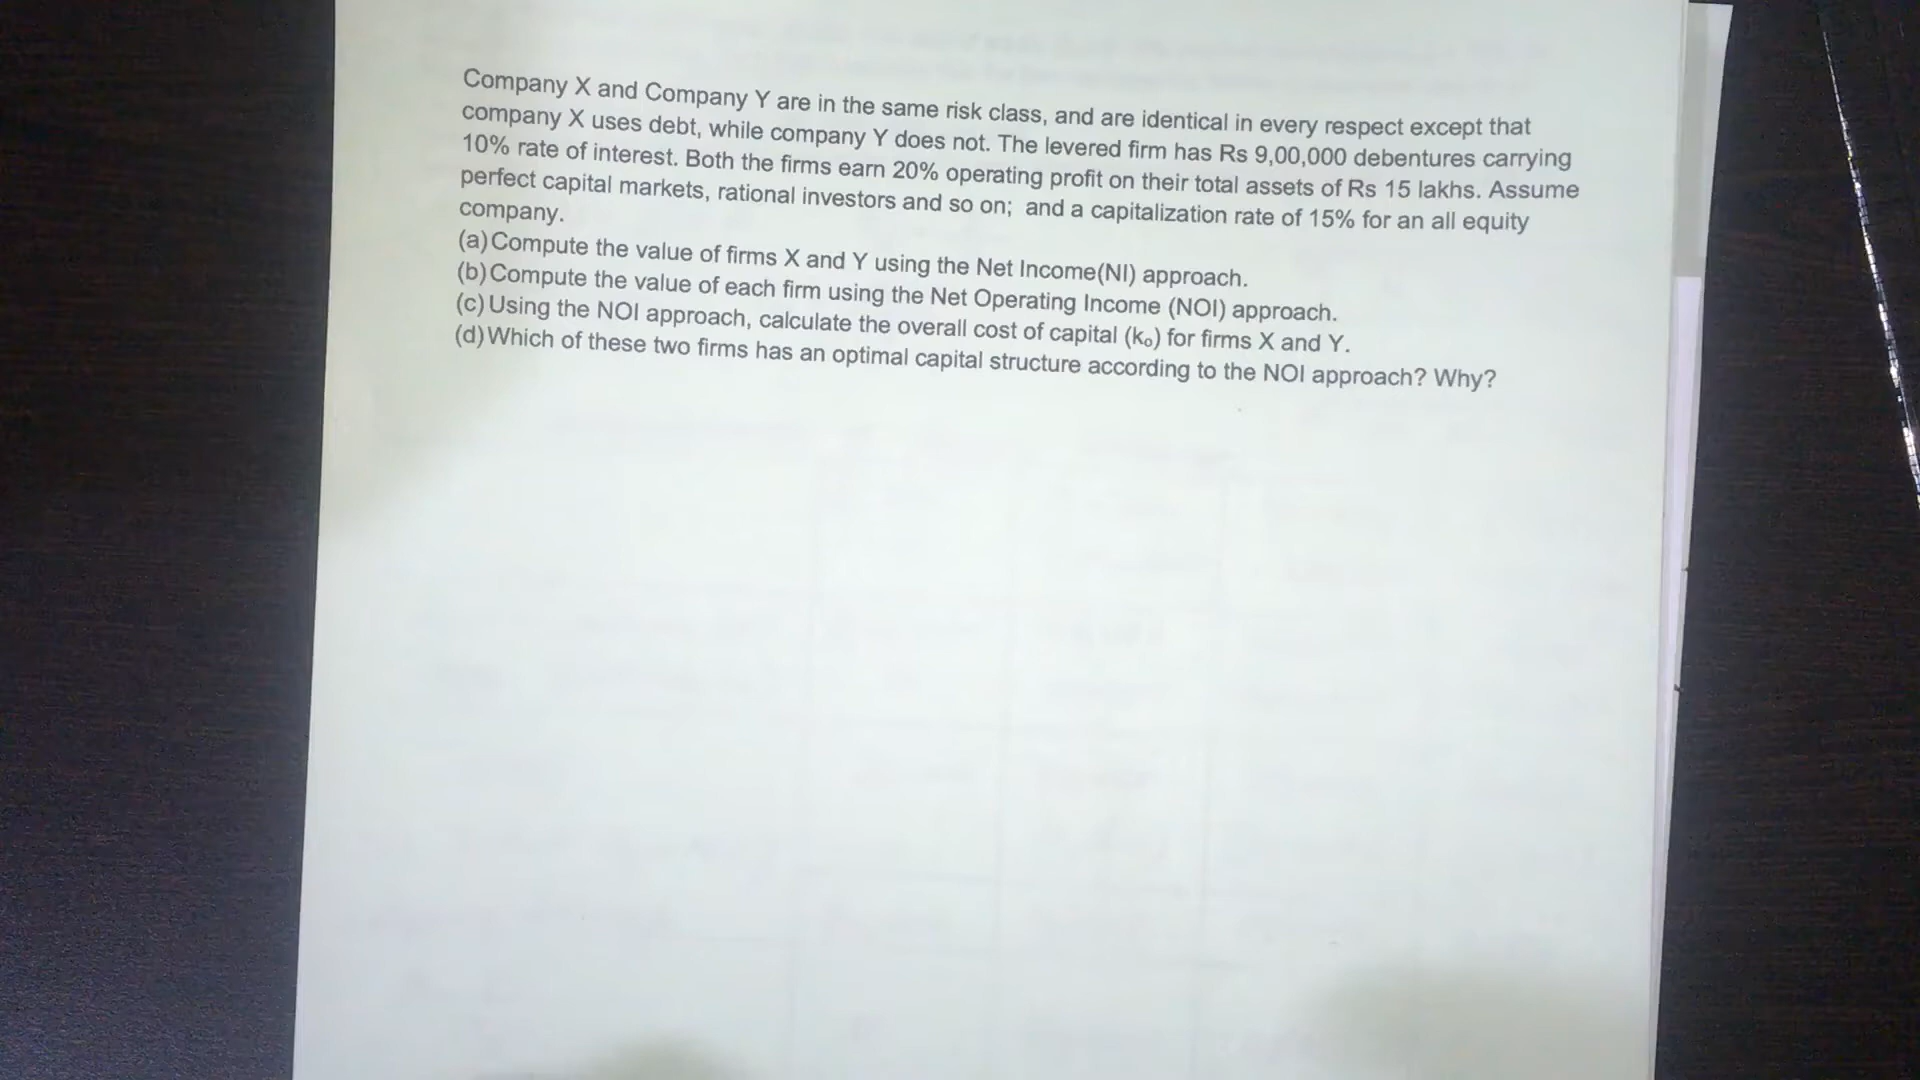 Company X and Company Y are in the same risk class, and are identical in every respect except that
company X uses debt, while company Y does not. The levered firm has Rs 9,00,000 debentures carrying
10% rate of interest. Both the firms earn 20% operating profit on their total assets of Rs 15 lakhs. Assume
perfect capital markets, rational investors and so on; and a capitalization rate of 15% for an all equity
company.
(a) Compute the value of firms X and Y using the Net Income(NI) approach.
(b) Compute the value of each firm using the Net Operating Income (NOI) approach.
(c) Using the NOI approach, calculate the overall cost of capital (kₒ) for firms X and Y.
(d) Which of these two firms has an optimal capital structure according to the NOI approach? Why?